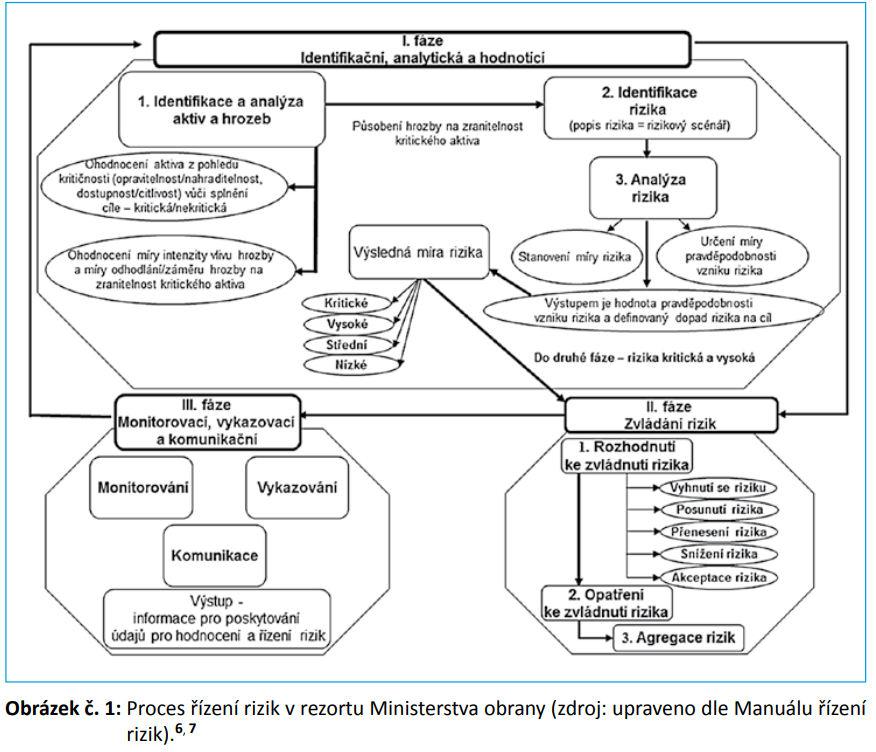 I. fáze
Identifikační, analytická a hodnotící
1. Identifikace a analýza
aktiv a hrozeb
Působení hrozby na zranitelnost
kritického aktiva
2. Identifikace
rizika
(popis rizika = rizikový scénář)
Ohodnocení aktiva z pohledu
kritičnosti (opravitelnost/nahraditelnost,
dostupnost/citlivost) vůči splnění
cíle – kritická/nekritická
3. Analýza
rizika
Ohodnocení míry intenzity vlivu hrozby
a míry odhodlání/záměru hrozby na
zranitelnost kritického aktiva
Výsledná míra rizika
Stanovení míry rizika
Určení míry
pravděpodobnosti
vzniku rizika
Kritické
Vysoké
Střední
Nízké
Výstupem je hodnota pravděpodobnosti
vzniku rizika a definovaný dopad rizika na cíl
Do druhé fáze – rizika kritická a vysoká
III. fáze
Monitorovací, vykazovací
a komunikační
Monitorování
Vykazování
Komunikace
Výstup -
informace pro poskytování
údajů pro hodnocení a řízení rizik
II. fáze
Zvládání rizik
1. Rozhodnutí
ke zvládnutí rizika
Vyhnutí se riziku
Posunutí rizika
Přenesení rizika
Snížení rizika
Akceptace rizika
2. Opatření
ke zvládnutí rizika
3. Agregace rizik
Obrázek č. 1: Proces řízení rizik v rezortu Ministerstva obrany (zdroj: upraveno dle Manuálu řízení
rizik).6, 7